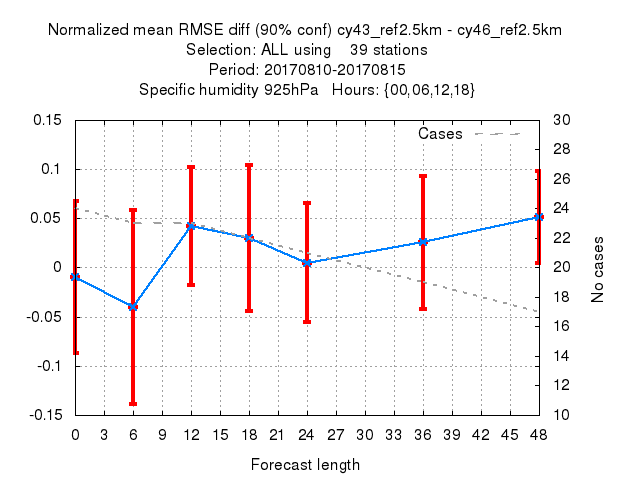 Normalized mean RMSE diff (90% conf) cy43_ref2.5km - cy46_ref2.5km
Selection: ALL using    39 stations
Period: 20170810-20170815
Specific humidity 925hPa   Hours: {00,06,12,18}
Cases
0.15
0.1
0.05
0
-0.05
-0.1
-0.15
30
28
26
24
22
20
18
16
14
12
10
No cases
0 3 6 9 12 15 18 21 24 27 30 33 36 39 42 45 48
Forecast length